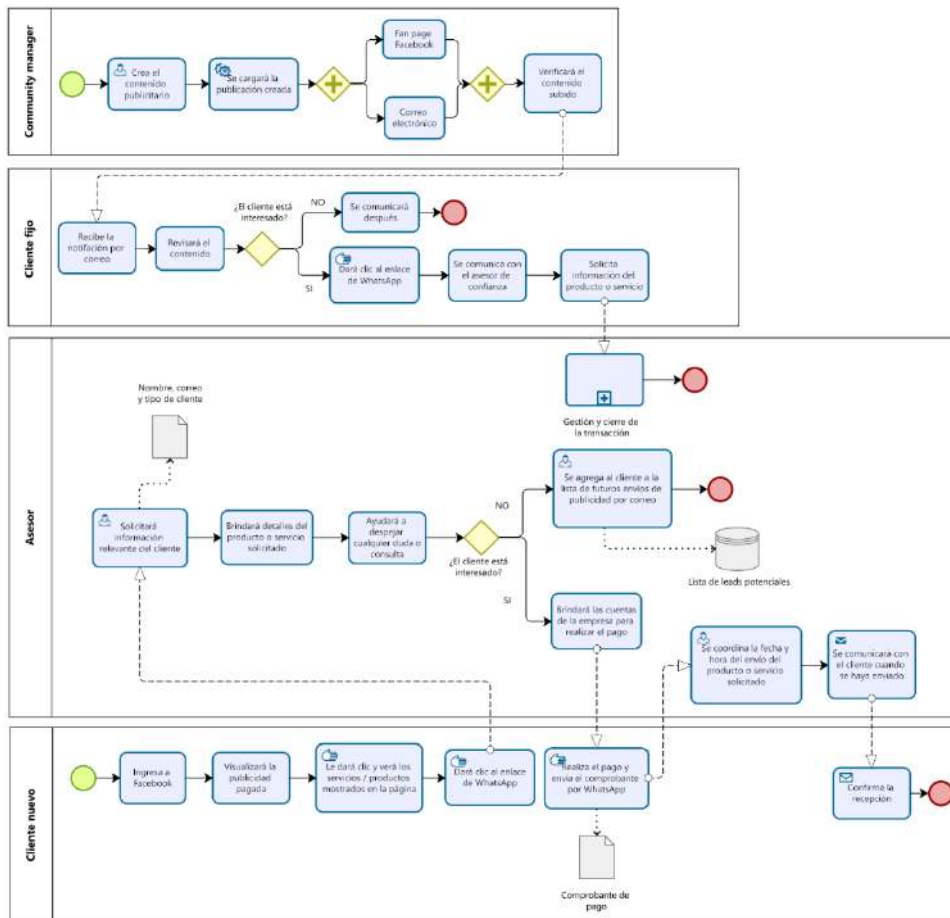 Community manager
Crea el
contenido
publiitario
Se cargará la
publicación creada
Fan page
Facebook
Correo
electrónico
Verificará el
contenido
subido
Cliente fijo
Recibe la
notifación por
correo
Revisará el
contenido
¿El cliente está
interesado?
NO
Se comunicará
después
SI
Dará clic al enlace
de WhatsApp
Se comunica con
el asesor de
confianza
Solicita
información del
producto o servicio
Asesor
Gestión y cierre de
la transacción
Nombre, correo
y tipo de cliente
Solicitará
información
relevante del cliente
Brindará detalles del
producto o servicio
solicitado
Ayudará a
despejar
cualquier duda o
consulta
¿El cliente está
interesado?
NO
Se agrega al cliente a la
lista de futuros envíos de
publicidad por correo
Lista de leads potenciales
SI
Brindará las cuentas
de la empresa para
realizar el pago
Se coordina la fecha y
hora del envío del
producto o servicio
solicitado
Se comunicará con
el cliente cuando
se haya enviado
Cliente nuevo
Ingresa a
Facebook
Visualizará la
publicidad
pagada
Le dará clic y verá los
servicios / productos
mostrados en la página
Dará clic al enlace
de WhatsApp
Realiza el pago y
envía el comprobante
por WhatsApp
Comprobante de
pago
Confirma la
recepción